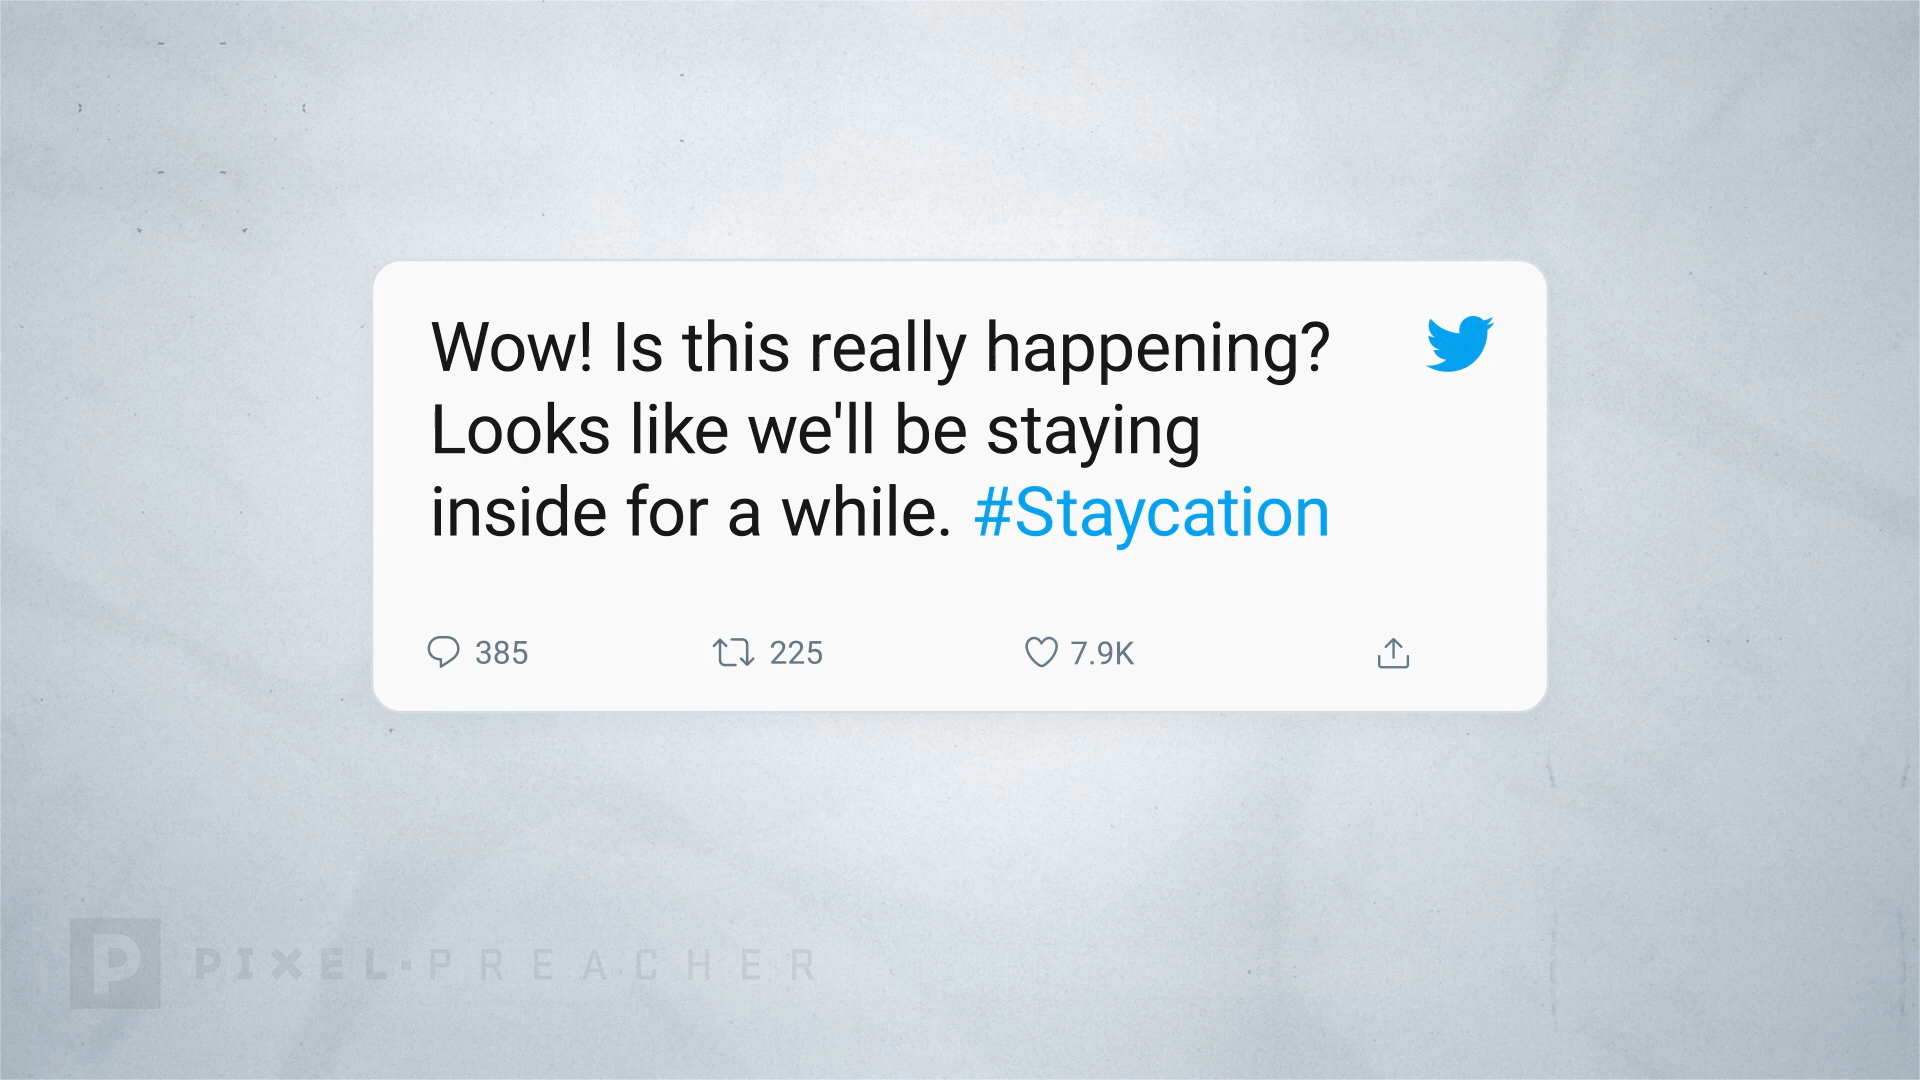 Wow! Is this really happening?
Looks like we'll be staying
inside for a while. #Staycation
385 225 7.9K
P PIXEL·PREACHER